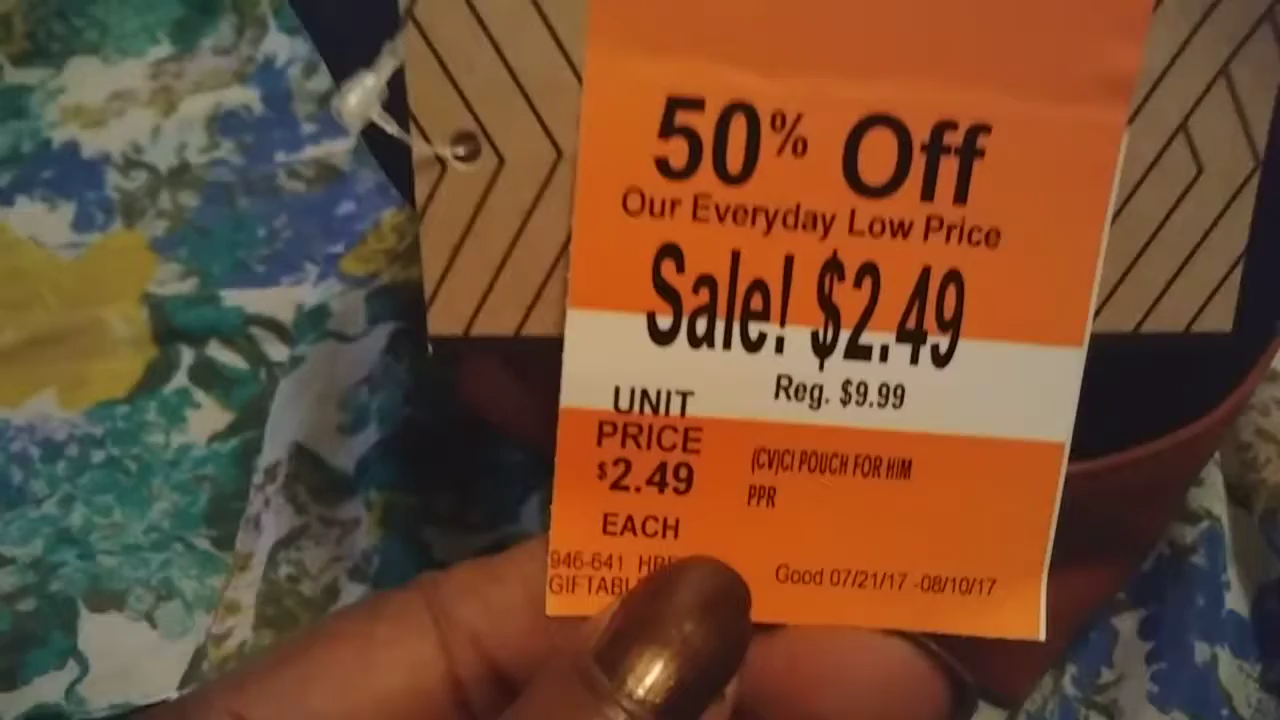 50% Off
Our Everyday Low Price
Sale! $2.49
Reg. $9.99
UNIT
PRICE
$2.49
EACH
(CV)CI POUCH FOR HIM
PPR
946-641
Good 07/21/17 -08/10/17